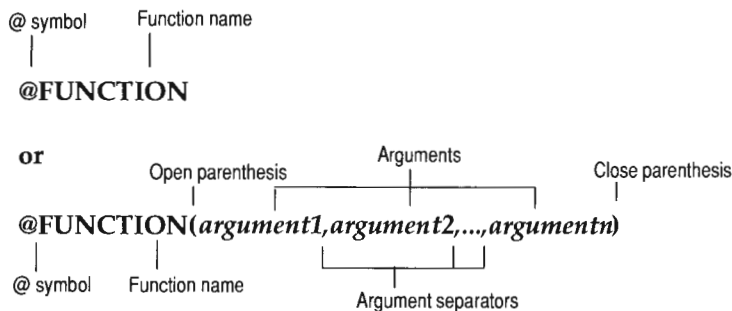 @ symbol Function name
@FUNCTION
or
Open parenthesis Arguments Close parenthesis
@FUNCTION(argument1,argument2,...,argumentn)
@ symbol Function name Argument separators